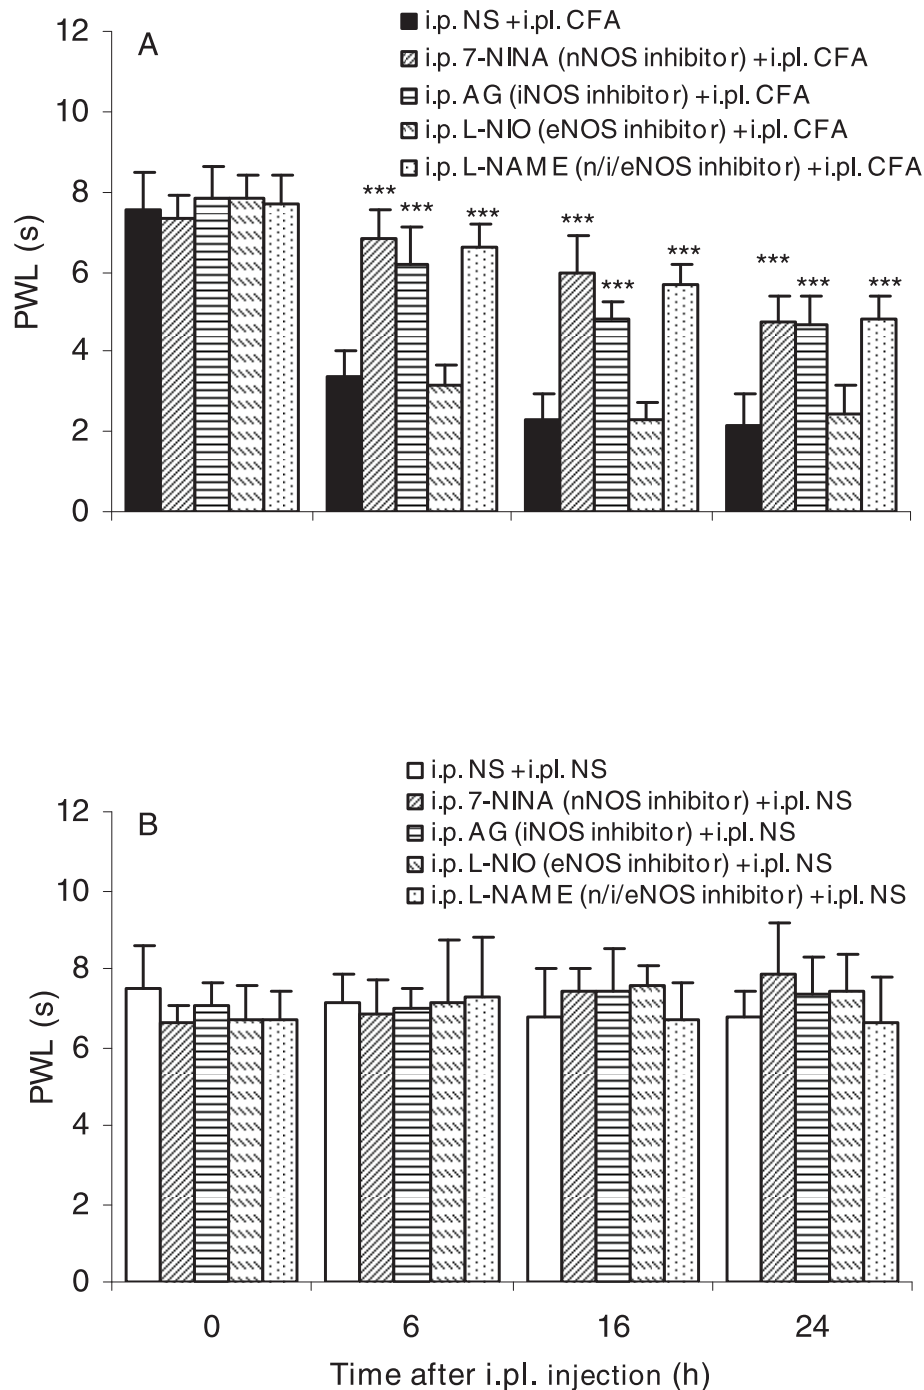 A
i.p. NS +i.pl. CFA
i.p. 7-NINA (nNOS inhibitor) +i.pl. CFA
i.p. AG (iNOS inhibitor) +i.pl. CFA
i.p. L-NIO (eNOS inhibitor) +i.pl. CFA
i.p. L-NAME (n/i/eNOS inhibitor) +i.pl. CFA
PWL (s)
12
10
8
6
4
2
0
*** *** *** *** *** *** *** *** ***
B
i.p. NS +i.pl. NS
i.p. 7-NINA (nNOS inhibitor) +i.pl. NS
i.p. AG (iNOS inhibitor) +i.pl. NS
i.p. L-NIO (eNOS inhibitor) +i.pl. NS
i.p. L-NAME (n/i/eNOS inhibitor) +i.pl. NS
PWL (s)
12
10
8
6
4
2
0
0 6 16 24
Time after i.pl. injection (h)